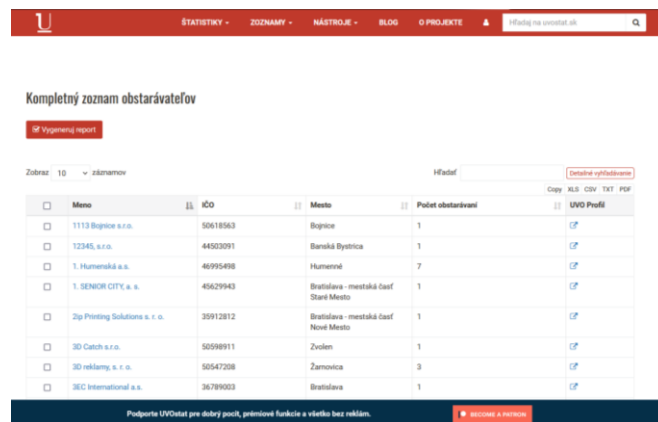 U
ŠTATISTIKY ZOZNAMY NÁSTROJE BLOG O PROJEKTE Hľadaj na uvostat.sk
Kompletný zoznam obstarávateľov
Vygeneruj report
Zobraz 10 záznamov Hľadať Detailné vyhľadávanie
Copy XLS CSV TXT PDF
Meno IČO Mesto Počet obstarávaní UVO Profil
1113 Bojnice s.r.o. 50618563 Bojnice 1
12345, s.r.o. 44503091 Banská Bystrica 1
1. Humenská a.s. 46995498 Humenné 7
1. SENIOR CITY, a. s. 45629943 Bratislava - mestská časť 1
Staré Mesto
2ip Printing Solutions s. r. o. 35912812 Bratislava - mestská časť 1
Nové Mesto
3D Catch s.r.o. 50598911 Zvolen 1
3D reklamy, s. r. o. 50547208 Žarnovica 3
3EC International a.s. 36789003 Bratislava 1
Podporte UVOstat pre dobrý pocit, prémiové funkcie a všetko bez reklám. BECOME A PATRON